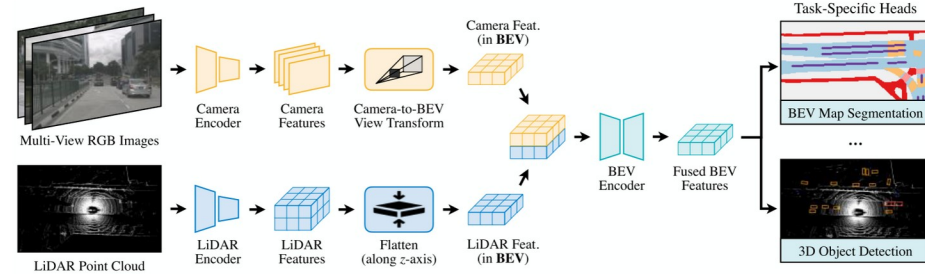 Task-Specific Heads
Camera Feat.
(in BEV)
Camera
Encoder
Camera
Features
Camera-to-BEV
View Transform
Multi-View RGB Images
BEV Map Segmentation
...
BEV
Encoder
Fused BEV
Features
LiDAR
Encoder
LiDAR
Features
Flatten
(along z-axis)
LiDAR Feat.
(in BEV)
LiDAR Point Cloud
3D Object Detection